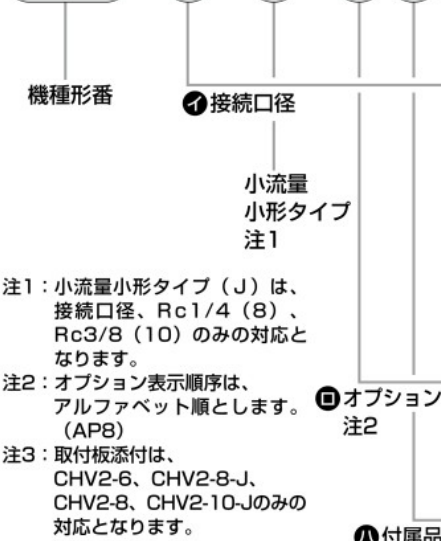 機種形番
イ 接続口径
小流量
小形タイプ
注1
注1：小流量小形タイプ（J）は、
接続口径、Rc1/4（8）、
Rc3/8（10）のみの対応と
なります。
注2：オプション表示順序は、
アルファベット順とします。
（AP8）
注3：取付板添付は、
CHV2-6、CHV2-8-J、
CHV2-8、CHV2-10-Jのみの
対応となります。
ロ オプション
注2
ハ 付属品